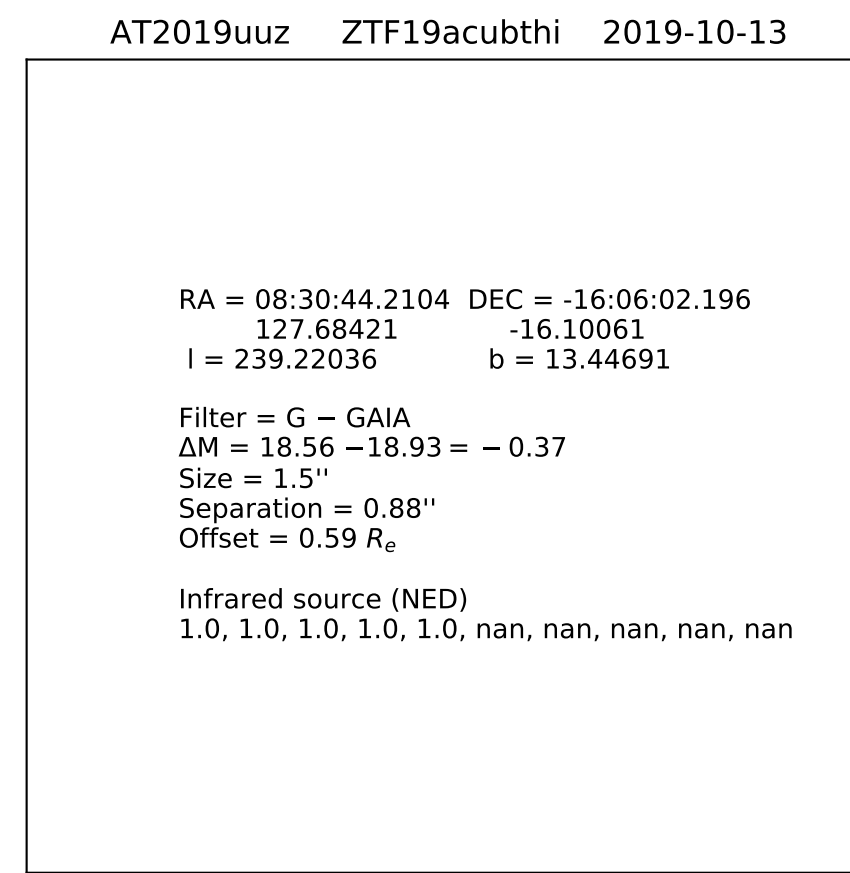 AT2019uuz ZTF19acubthi 2019-10-13
RA = 08:30:44.2104 DEC = -16:06:02.196
127.68421 -16.10061
l = 239.22036 b = 13.44691
Filter = G − GAIA
ΔM = 18.56 −18.93 = − 0.37
Size = 1.5''
Separation = 0.88''
Offset = 0.59 Rₑ
Infrared source (NED)
1.0, 1.0, 1.0, 1.0, 1.0, nan, nan, nan, nan, nan